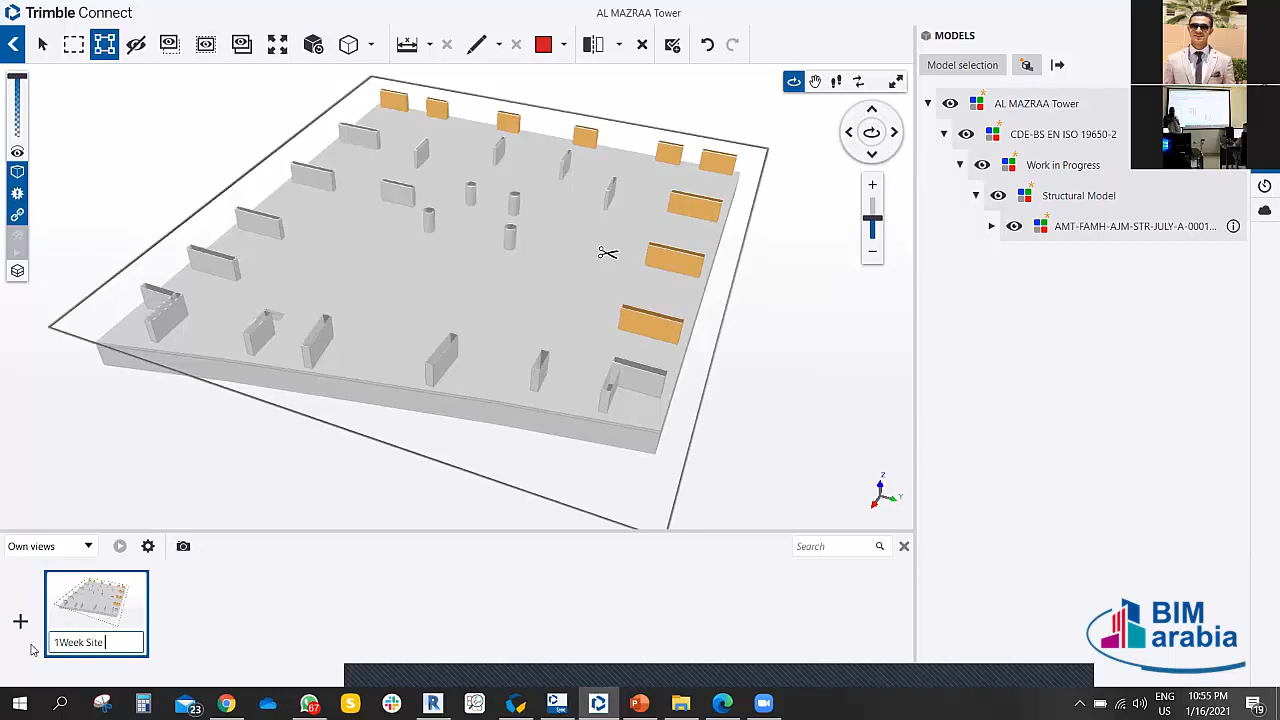 Trimble Connect
AL MAZRAA Tower
MODELS
Model selection
AL MAZRAA Tower
CDE-BS EN ISO 19650-2
Work in Progress
Structural Model
AMT-FAMH-AJM-STR-JULY-A-0001...
Z
Y
Own views
Search
1Week Site
BIM
arabia
23
67
ENG
US
10:55 PM
1/16/2021
19